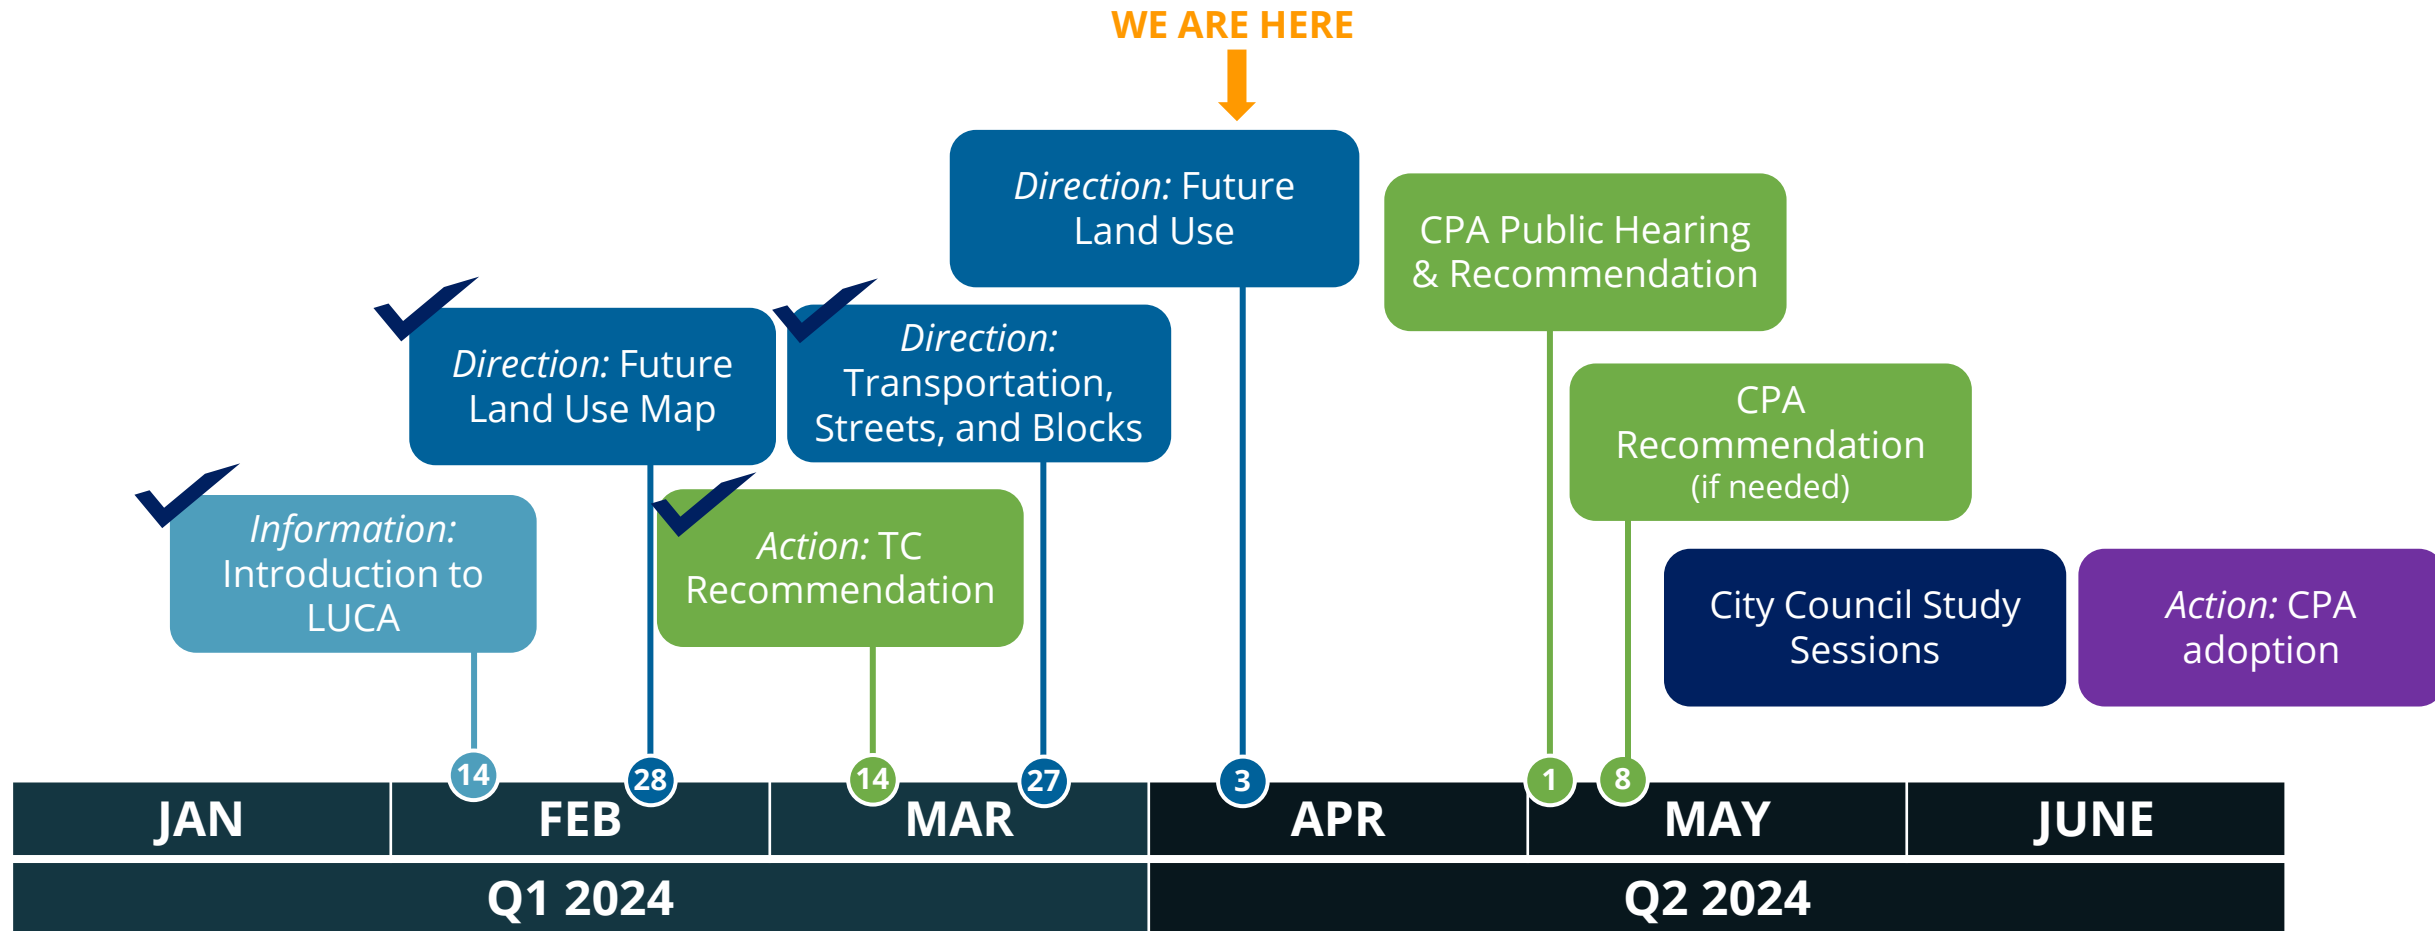 WE ARE HERE
Direction: Future
Land Use
CPA Public Hearing
& Recommendation
Direction: Future
Land Use Map
Direction:
Transportation,
Streets, and Blocks
CPA
Recommendation
(if needed)
Information:
Introduction to
LUCA
Action: TC
Recommendation
City Council Study
Sessions
Action: CPA
adoption
14
28
14
27
3
1
8
JAN
FEB
MAR
APR
MAY
JUNE
Q1 2024
Q2 2024